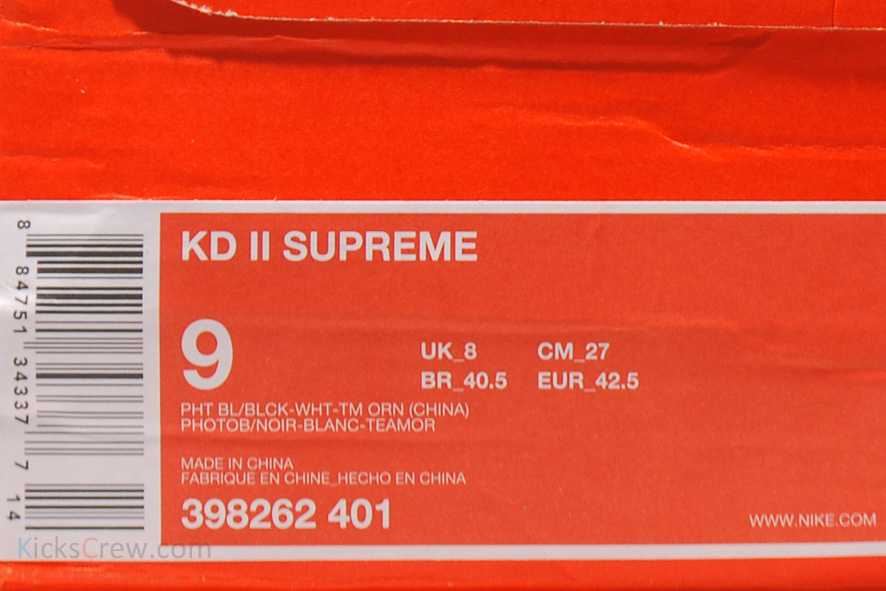 KD II SUPREME
9
UK_8 CM_27
BR_40.5 EUR_42.5
PHT BL/BLCK-WHT-TM ORN (CHINA)
PHOTOB/NOIR-BLANC-TEAMOR
MADE IN CHINA
FABRIQUE EN CHINE_HECHO EN CHINA
398262 401
WWW.NIKE.COM
8 84751 34337 7 14
KicksCrew.com